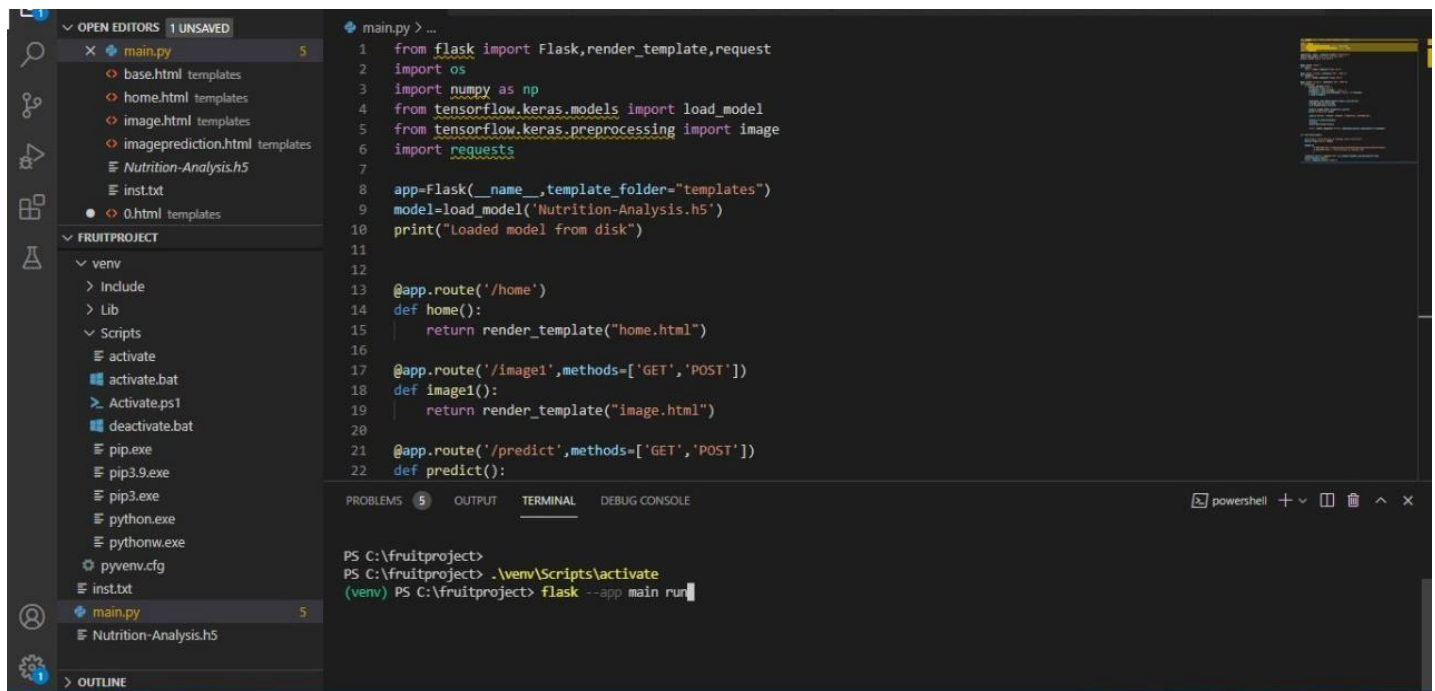 OPEN EDITORS 1 UNSAVED
main.py 5
base.html templates
home.html templates
image.html templates
imageprediction.html templates
Nutrition-Analysis.h5
inst.txt
0.html templates
FRUITPROJECT
venv
Include
Lib
Scripts
activate
activate.bat
Activate.ps1
deactivate.bat
pip.exe
pip3.9.exe
pip3.exe
python.exe
pythonw.exe
pyvenv.cfg
inst.txt
main.py 5
Nutrition-Analysis.h5
OUTLINE
1
1
main.py > ...
1 from flask import Flask,render_template,request
2 import os
3 import numpy as np
4 from tensorflow.keras.models import load_model
5 from tensorflow.keras.preprocessing import image
6 import requests
7
8 app=Flask(__name__,template_folder="templates")
9 model=load_model('Nutrition-Analysis.h5')
10 print("Loaded model from disk")
11
12
13 @app.route('/home')
14 def home():
15 return render_template("home.html")
16
17 @app.route('/image1',methods=['GET','POST'])
18 def image1():
19 return render_template("image.html")
20
21 @app.route('/predict',methods=['GET','POST'])
22 def predict():
PROBLEMS 5 OUTPUT TERMINAL DEBUG CONSOLE powershell
PS C:\fruitproject>
PS C:\fruitproject> .\venv\Scripts\activate
(venv) PS C:\fruitproject> flask --app main run